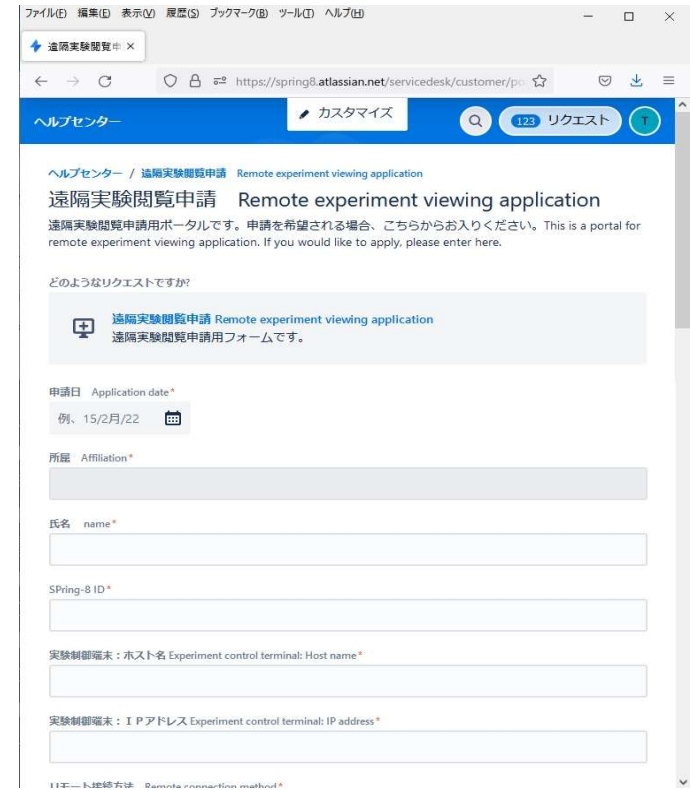 ファイル(F) 編集(E) 表示(V) 履歴(S) ブックマーク(B) ツール(T) ヘルプ(H)
遠隔実験閲覧申
https://spring8.atlassian.net/servicedesk/customer/po
ヘルプセンター
カスタマイズ
123 リクエスト
T
ヘルプセンター / 遠隔実験閲覧申請 Remote experiment viewing application
遠隔実験閲覧申請 Remote experiment viewing application
遠隔実験閲覧申請用ポータルです。申請を希望される場合、こちらからお入りください。This is a portal for
remote experiment viewing application. If you would like to apply, please enter here.
どのようなリクエストですか?
遠隔実験閲覧申請 Remote experiment viewing application
遠隔実験閲覧申請用フォームです。
申請日 Application date*
例、15/2月/22
所属 Affiliation*
氏名 name*
SPring-8 ID*
実験制御端末：ホスト名 Experiment control terminal: Host name*
実験制御端末：ＩＰアドレス Experiment control terminal: IP address*
リモート接続方法 Remote connection method*